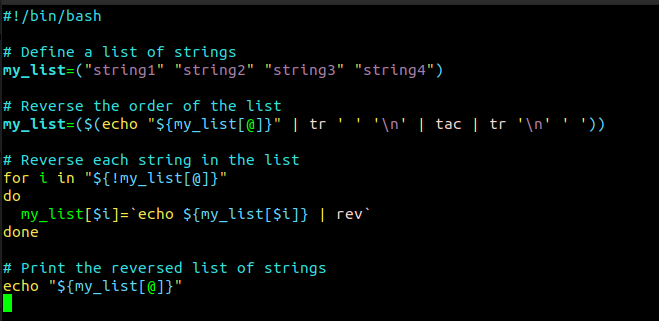 #!/bin/bash
# Define a list of strings
my_list=("string1" "string2" "string3" "string4")
# Reverse the order of the list
my_list=($(echo "${my_list[@]}" | tr ' ' '\n' | tac | tr '\n' ' '))
# Reverse each string in the list
for i in "${!my_list[@]}"
do
  my_list[$i]=`echo ${my_list[$i]} | rev`
done
# Print the reversed list of strings
echo "${my_list[@]}"